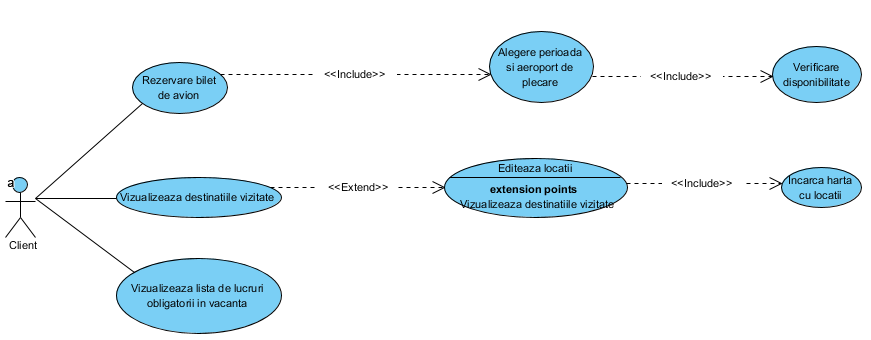 Rezervare bilet
de avion
<<Include>>
Alegere perioada
si aeroport de
plecare
<<Include>>
Verificare
disponibilitate
a
Client
Vizualizeaza destinatiile vizitate
<<Extend>>
Editeaza locatii
extension points
Vizualizeaza destinatiile vizitate
<<Include>>
Incarca harta
cu locatii
Vizualizeaza lista de lucruri
obligatorii in vacanta